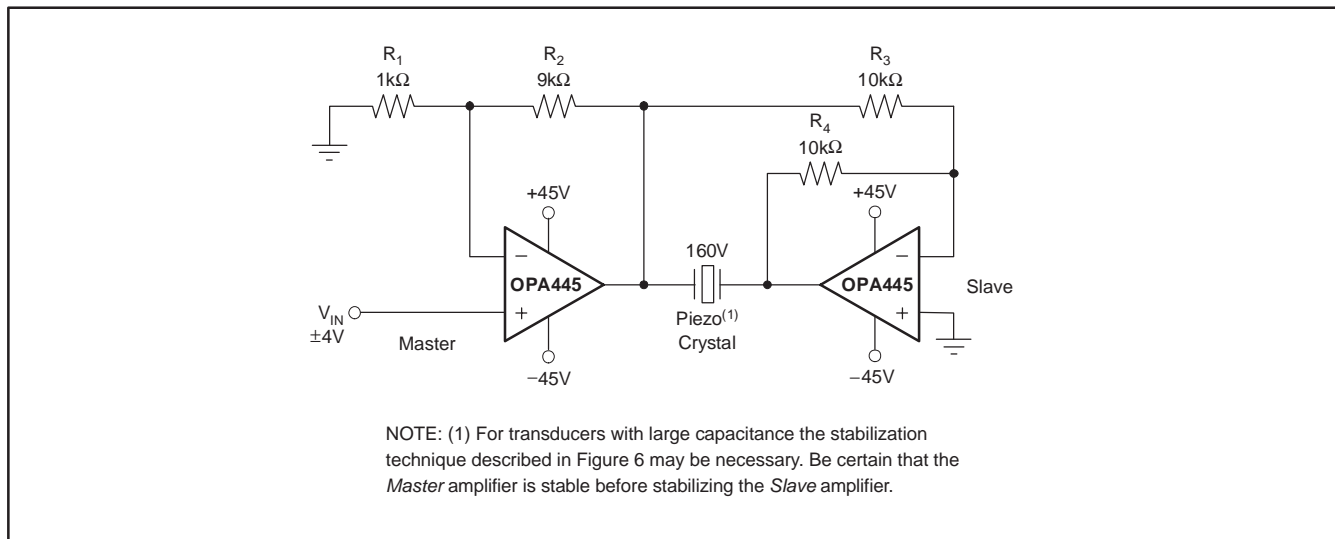 R1
1kΩ
R2
9kΩ
R3
10kΩ
R4
10kΩ
+45V
+45V
160V
−
OPA445
+
−
OPA445
+
VIN
±4V
Master
Slave
Piezo(1)
Crystal
−45V
−45V
NOTE: (1) For transducers with large capacitance the stabilization
technique described in Figure 6 may be necessary. Be certain that the
Master amplifier is stable before stabilizing the Slave amplifier.